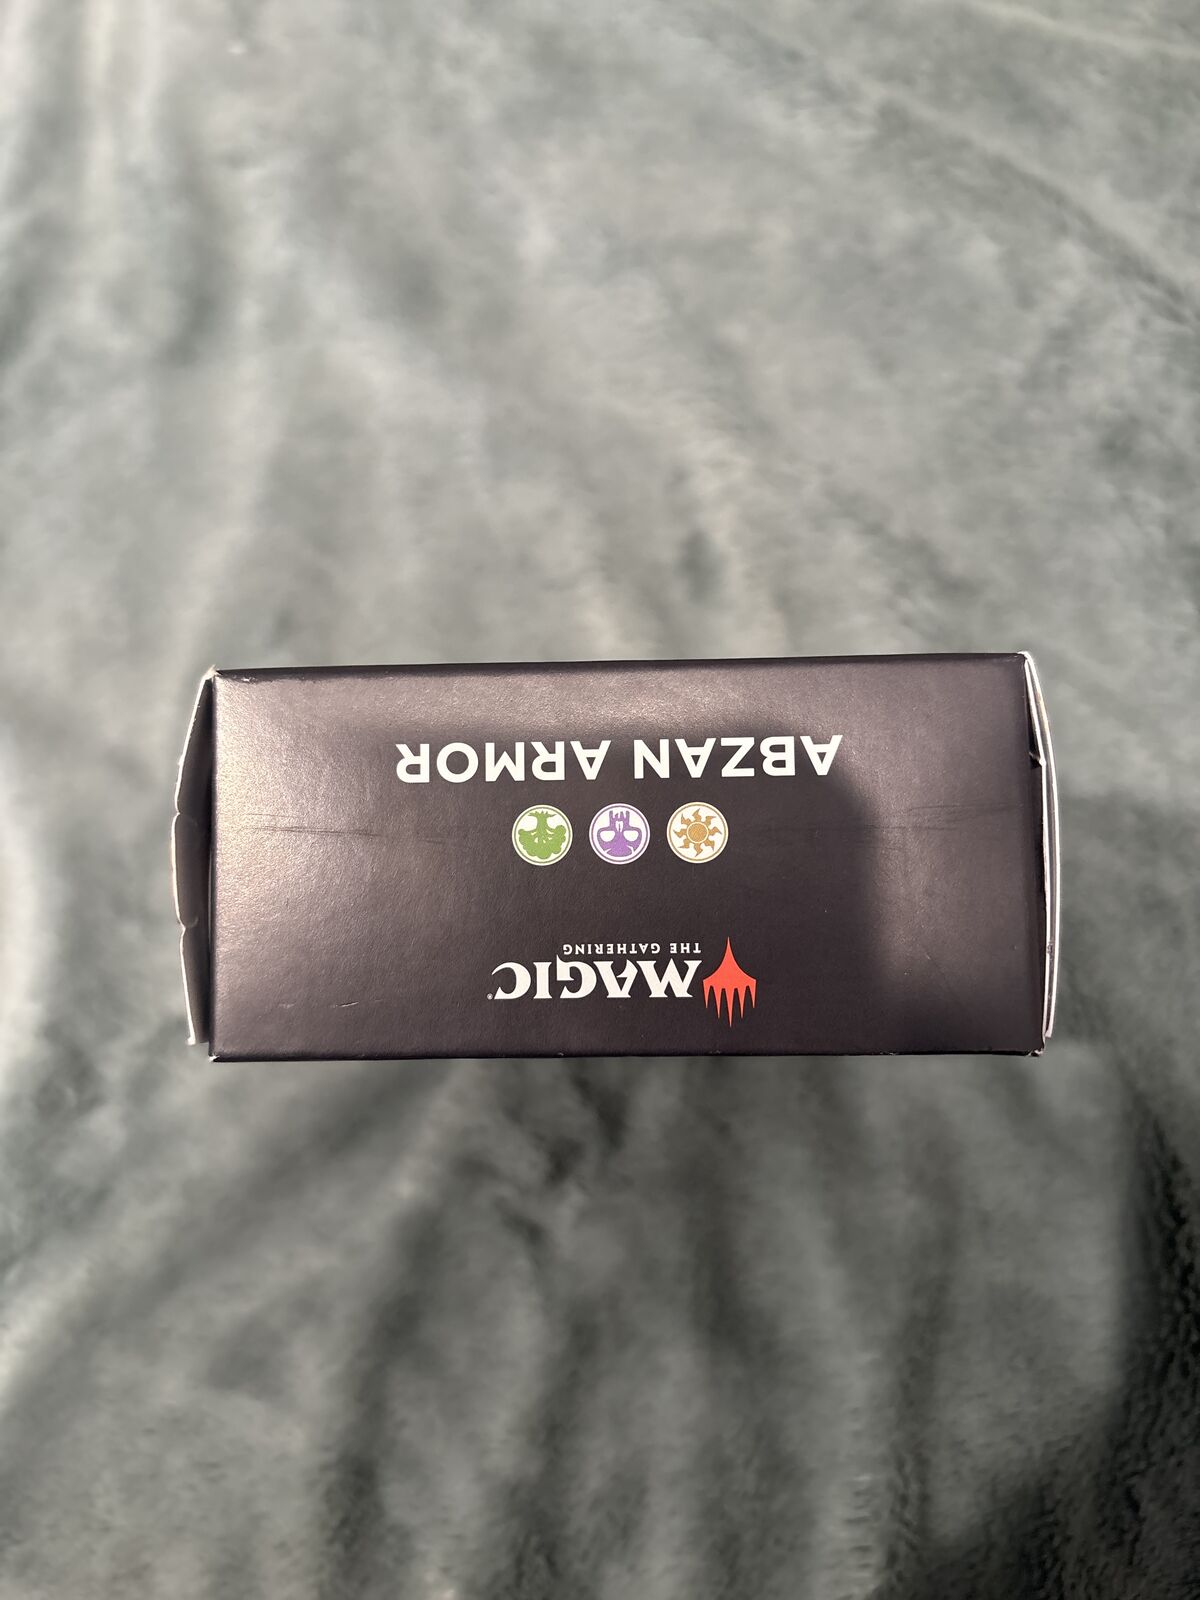 ABZAN ARMOR
MAGIC®
THE GATHERING